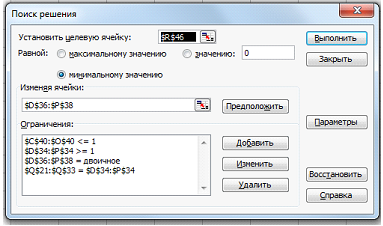 Поиск решения
Установить целевую ячейку: $R$46 Выполнить
Равной: максимальному значению значению: 0 Закрыть
минимальному значению
Изменяя ячейки:
$D$36:$P$38 Предположить
Ограничения: Параметры
$C$40:$O$40 <= 1 Добавить
$D$34:$P$34 >= 1
$D$36:$P$38 = двоичное Изменить
$Q$21:$Q$33 = $D$34:$P$34 Восстановить
Удалить Справка